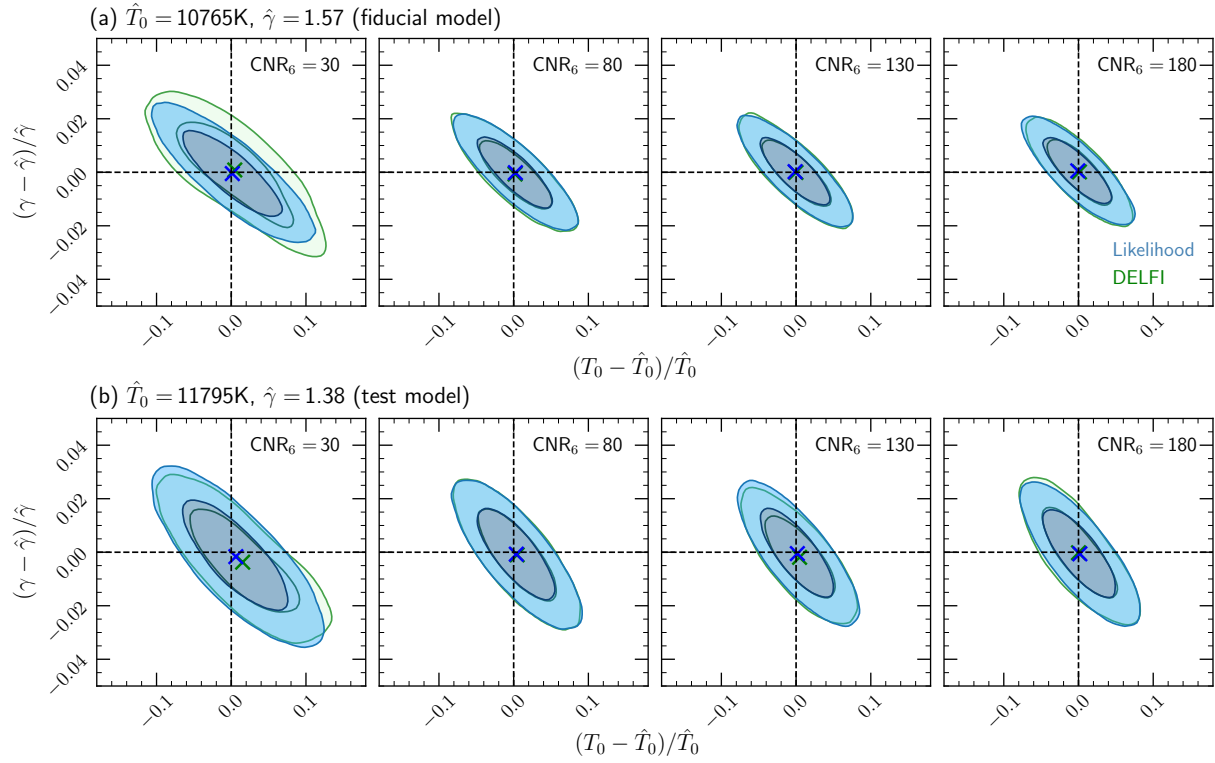 (a) T̂₀ = 10765K, γ̂ = 1.57 (fiducial model)
CNR₆ = 30
CNR₆ = 80
CNR₆ = 130
CNR₆ = 180
Likelihood
DELFI
0.04
0.02
0.00
−0.02
−0.04
(γ − γ̂)/γ̂
−0.1 0.0 0.1 −0.1 0.0 0.1 −0.1 0.0 0.1 −0.1 0.0 0.1
(T₀ − T̂₀)/T̂₀
(b) T̂₀ = 11795K, γ̂ = 1.38 (test model)
CNR₆ = 30
CNR₆ = 80
CNR₆ = 130
CNR₆ = 180
0.04
0.02
0.00
−0.02
−0.04
(γ − γ̂)/γ̂
−0.1 0.0 0.1 −0.1 0.0 0.1 −0.1 0.0 0.1 −0.1 0.0 0.1
(T₀ − T̂₀)/T̂₀